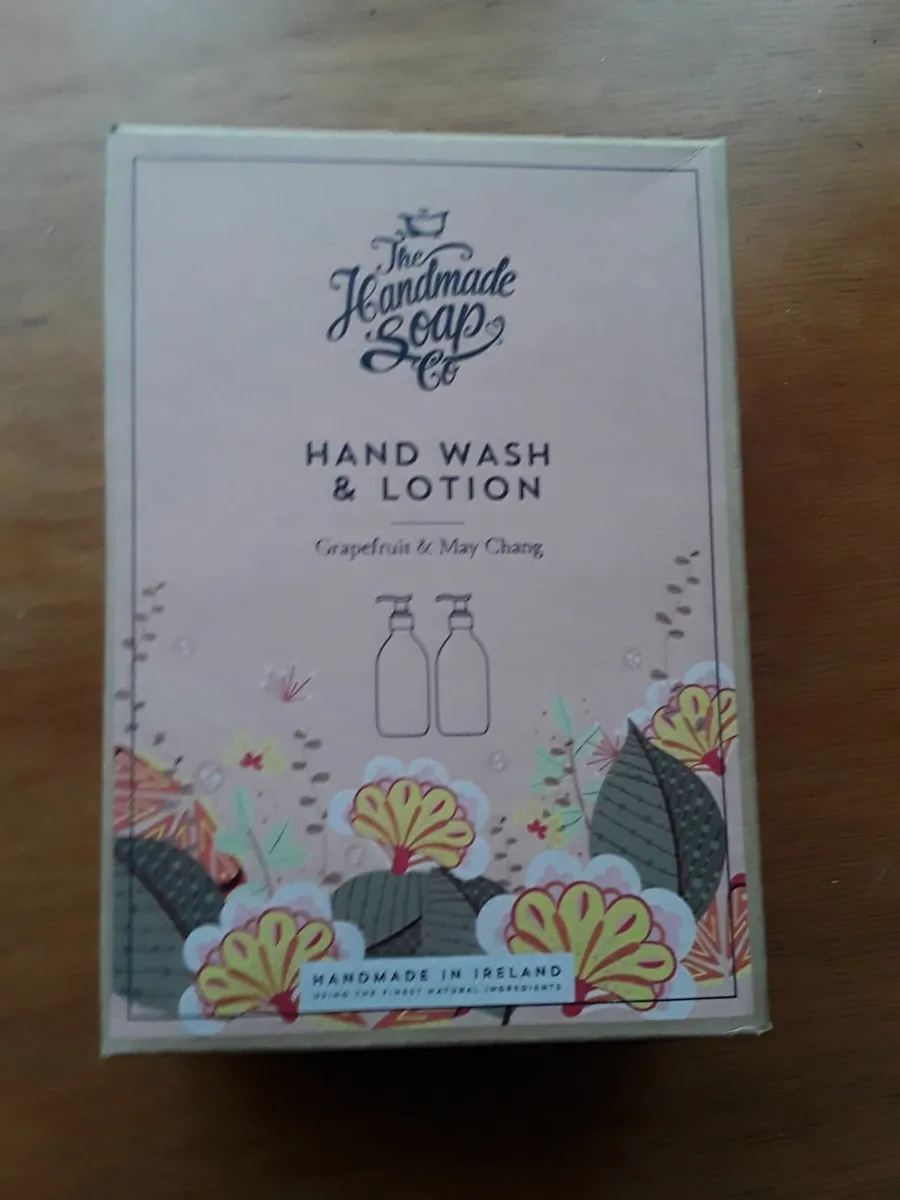 The
Handmade
Soap
Co
HAND WASH
& LOTION
Grapefruit & May Chang
HANDMADE IN IRELAND
USING THE FINEST NATURAL INGREDIENTS